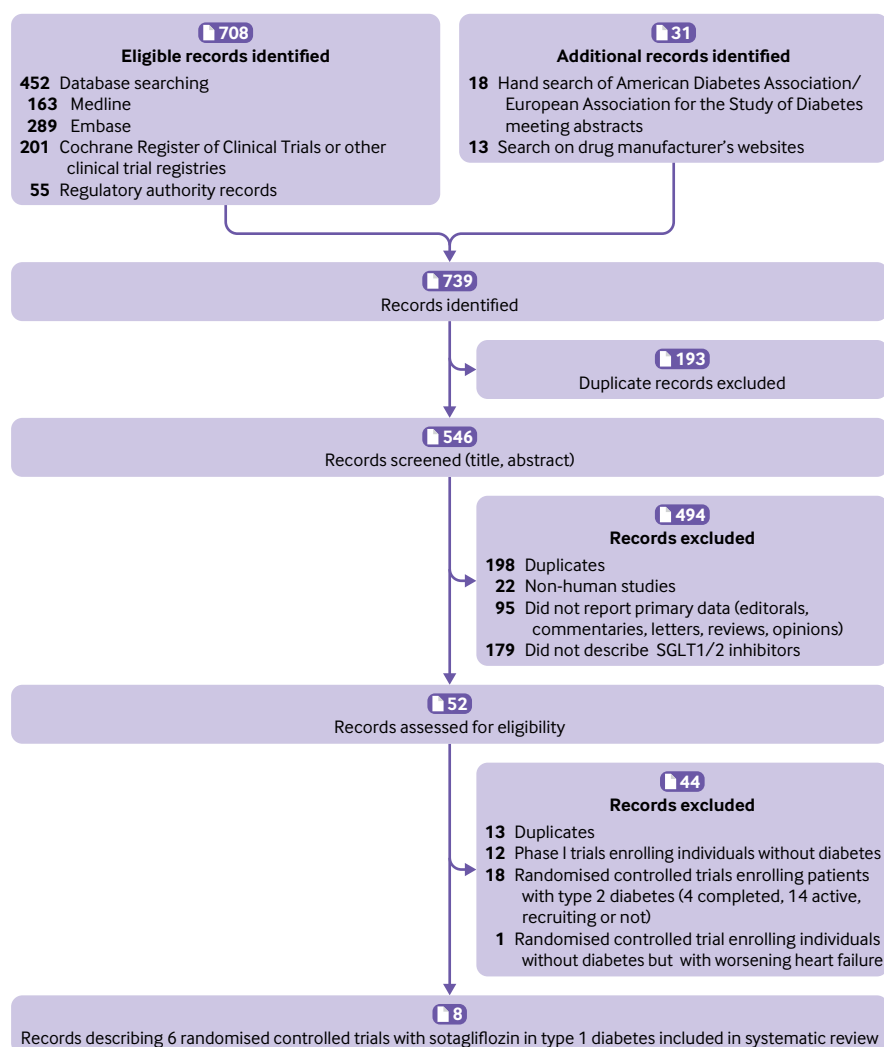 708
Eligible records identified
452 Database searching
163 Medline
289 Embase
201 Cochrane Register of Clinical Trials or other
clinical trial registries
55 Regulatory authority records
31
Additional records identified
18 Hand search of American Diabetes Association/
European Association for the Study of Diabetes
meeting abstracts
13 Search on drug manufacturer's websites
739
Records identified
193
Duplicate records excluded
546
Records screened (title, abstract)
494
Records excluded
198 Duplicates
22 Non-human studies
95 Did not report primary data (editorals,
commentaries, letters, reviews, opinions)
179 Did not describe SGLT1/2 inhibitors
52
Records assessed for eligibility
44
Records excluded
13 Duplicates
12 Phase I trials enrolling individuals without diabetes
18 Randomised controlled trials enrolling patients
with type 2 diabetes (4 completed, 14 active,
recruiting or not)
1 Randomised controlled trial enrolling individuals
without diabetes but with worsening heart failure
8
Records describing 6 randomised controlled trials with sotagliflozin in type 1 diabetes included in systematic review